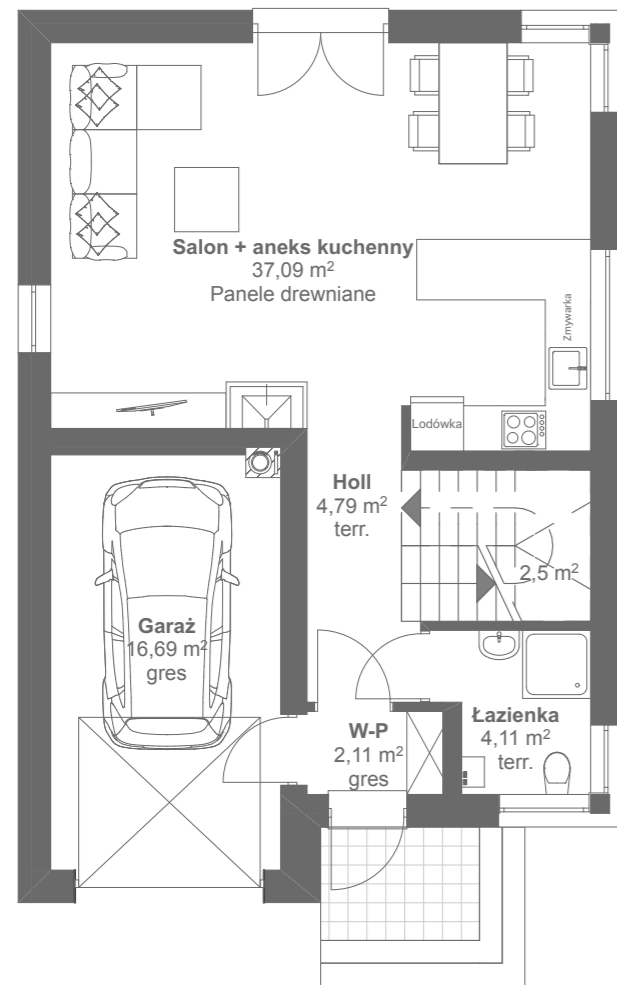 Salon + aneks kuchenny
37,09 m²
Panele drewniane
Zmywarka
Lodówka
Holl
4,79 m²
terr.
2,5 m²
Garaż
16,69 m²
gres
W-P
2,11 m²
gres
Łazienka
4,11 m²
terr.